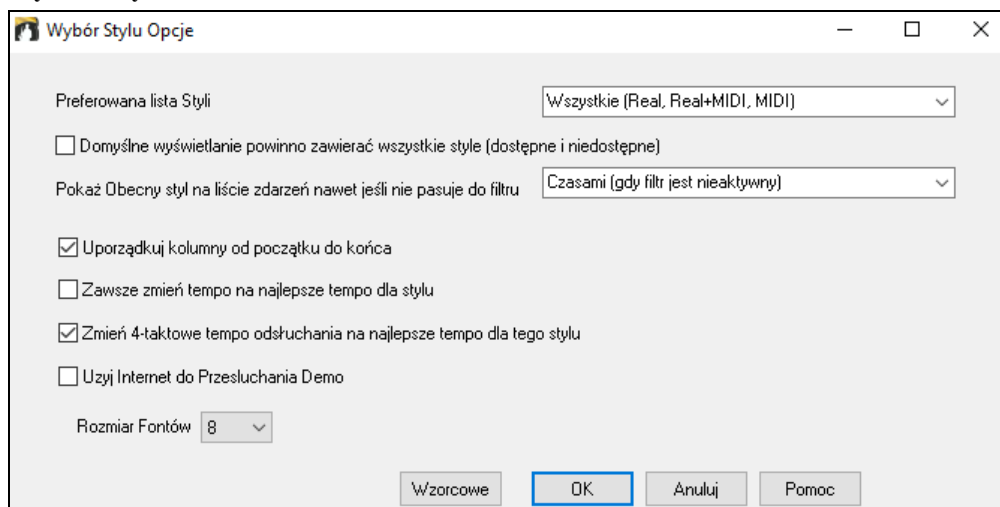 Wybór Stylu Opcje
Preferowana lista Styli Wszystkie (Real, Real+MIDI, MIDI)
Domyślne wyświetlanie powinno zawierać wszystkie style (dostępne i niedostępne)
Pokaż Obecny styl na liście zdarzeń nawet jeśli nie pasuje do filtru Czasami (gdy filtr jest nieaktywny)
Uporządkuj kolumny od początku do końca
Zawsze zmień tempo na najlepsze tempo dla stylu
Zmień 4-taktowe tempo odsłuchania na najlepsze tempo dla tego stylu
Uzyj Internet do Przesluchania Demo
Rozmiar Fontów 8
Wzorcowe OK Anuluj Pomoc